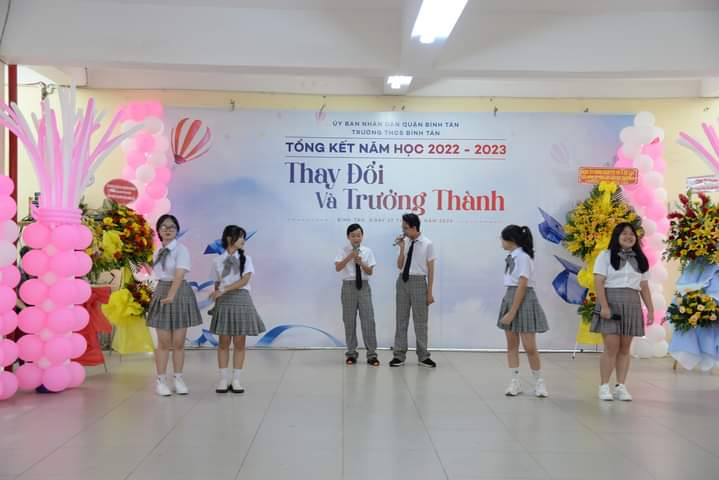 ỦY BAN NHÂN DÂN QUẬN BÌNH TÂN
TRƯỜNG THCS BÌNH TÂN
TỔNG KẾT NĂM HỌC 2022 - 2023
Thay Đổi
Và Trưởng Thành